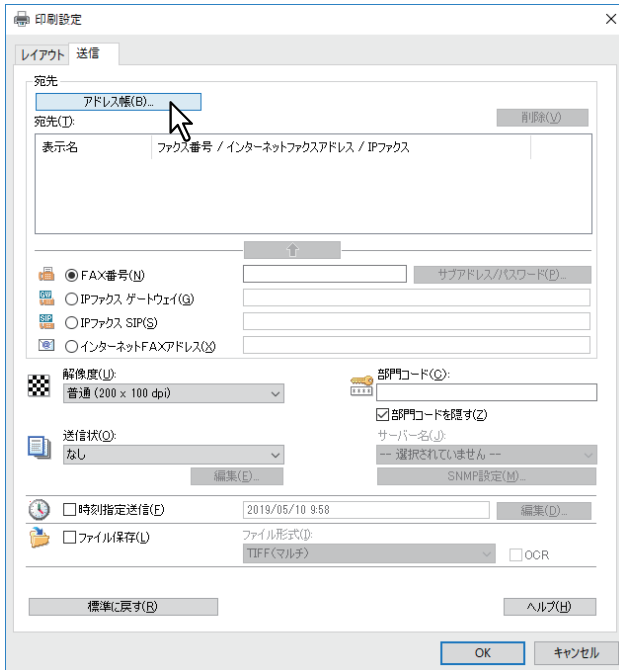 印刷設定
レイアウト 送信
宛先
アドレス帳(B)...
宛先(T): 削除(V)
表示名 ファクス番号 / インターネットファクスアドレス / IPファクス
FAX番号(N) サブアドレス/パスワード(P)...
IPファクス ゲートウェイ(G)
IPファクス SIP(S)
インターネットFAXアドレス(X)
解像度(U): 部門コード(C):
普通 (200 x 100 dpi)
部門コードを隠す(Z)
送信状(O): サーバー名(J):
なし -- 選択されていません --
編集(E)... SNMP設定(M)...
時刻指定送信(F) 2019/05/10 9:58 編集(D)...
ファイル保存(L) ファイル形式(I):
TIFF(マルチ) OCR
標準に戻す(R) ヘルプ(H)
OK キャンセル